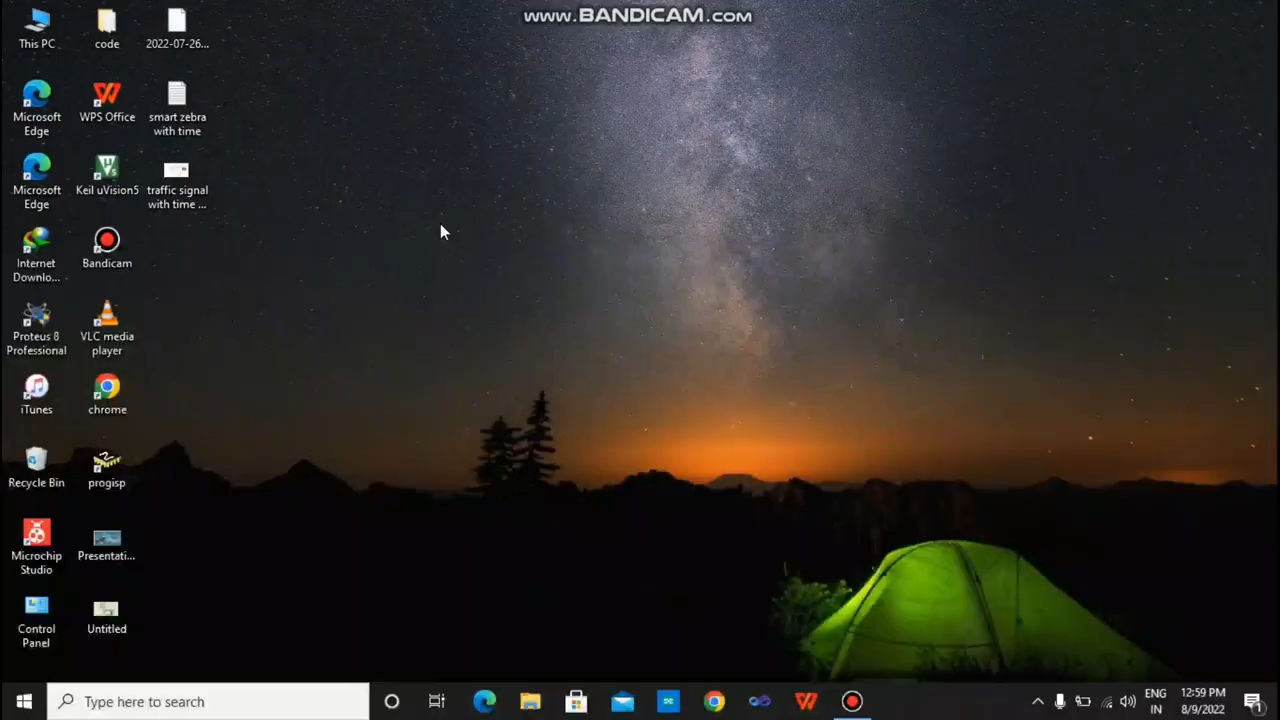 www.BANDICAM.com
This PC
code
2022-07-26...
Microsoft
Edge
WPS Office
smart zebra
with time
Microsoft
Edge
Keil uVision5
traffic signal
with time ...
Internet
Downlo...
Bandicam
Proteus 8
Professional
VLC media
player
iTunes
chrome
Recycle Bin
progisp
Microchip
Studio
Presentati...
Control
Panel
Untitled
Type here to search
ENG
IN
12:59 PM
8/9/2022
1